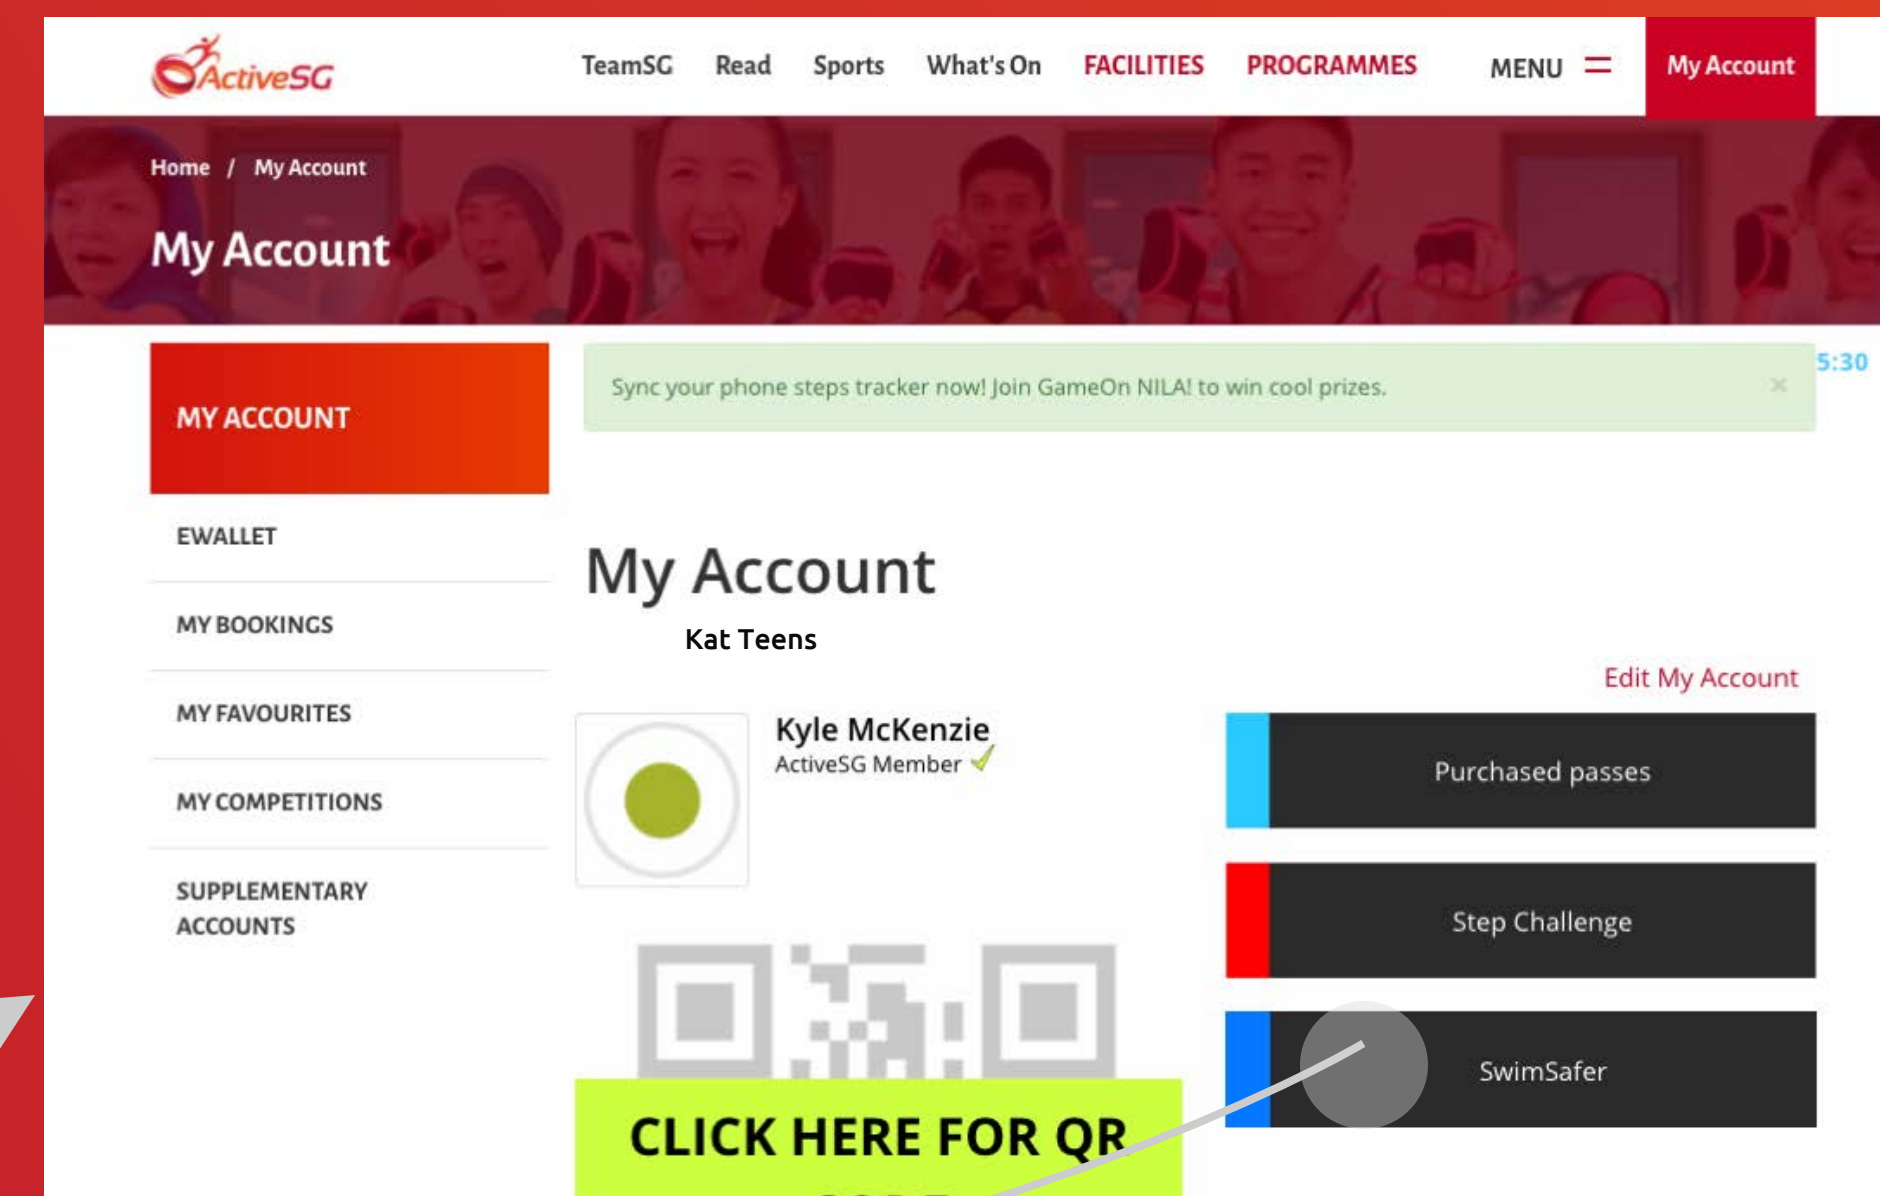 ActiveSG
TeamSG Read Sports What's On FACILITIES PROGRAMMES MENU My Account
Home / My Account
My Account
MY ACCOUNT
EWALLET
MY BOOKINGS
MY FAVOURITES
MY COMPETITIONS
SUPPLEMENTARY
ACCOUNTS
Sync your phone steps tracker now! Join GameOn NILA! to win cool prizes. ×
5:30
My Account
Kat Teens
Edit My Account
Kyle McKenzie
ActiveSG Member
Purchased passes
Step Challenge
SwimSafer
CLICK HERE FOR QR